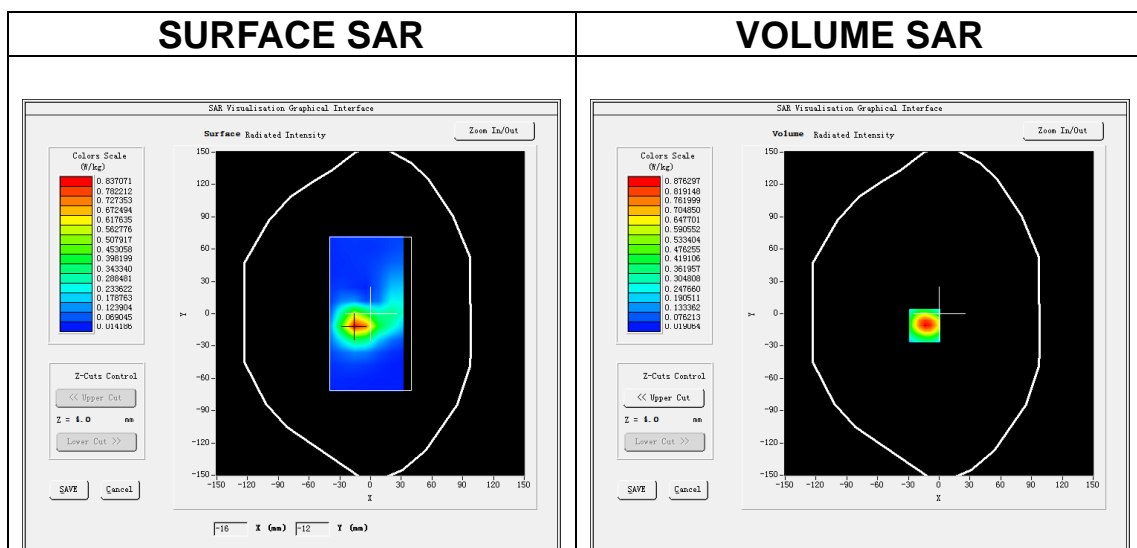 SURFACE SAR
VOLUME SAR
SAR Visualisation Graphical Interface
Surface Radiated Intensity
Zoom In/Out
Colors Scale
(W/kg)
0.837071
0.782212
0.727353
0.672494
0.617635
0.562776
0.507917
0.453058
0.398199
0.343340
0.288481
0.233622
0.178763
0.123904
0.069045
0.014186
150
120
90
60
30
0
-30
-60
-90
-120
-150
Y
-150 -120 -90 -60 -30 0 30 60 90 120 150
X
Z-Cuts Control
<< Upper Cut
Z = 4.0 mm
Lower Cut >>
SAVE Cancel
-16 X (mm) -12 Y (mm)
SAR Visualisation Graphical Interface
Volume Radiated Intensity
Zoom In/Out
Colors Scale
(W/kg)
0.876297
0.819148
0.761999
0.704850
0.647701
0.590552
0.533404
0.476255
0.419106
0.361957
0.304808
0.247660
0.190511
0.133362
0.076213
0.019064
150
120
90
60
30
0
-30
-60
-90
-120
-150
Y
-150 -120 -90 -60 -30 0 30 60 90 120 150
X
Z-Cuts Control
<< Upper Cut
Z = 4.0 mm
Lower Cut >>
SAVE Cancel